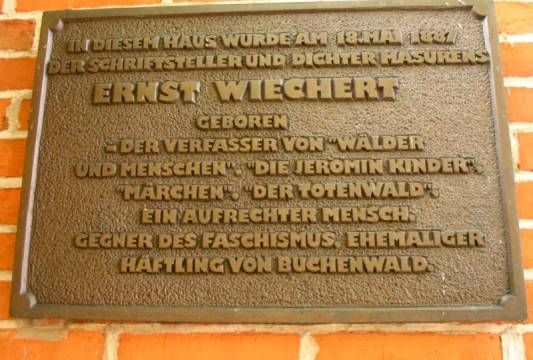 IN DIESEM HAUS WURDE AM 18.MAI 1887
DER SCHRIFTSTELLER UND DICHTER MASURENS
ERNST WIECHERT
GEBOREN
- DER VERFASSER VON "WÄLDER
UND MENSCHEN", "DIE JEROMIN KINDER",
"MÄRCHEN", "DER TOTENWALD",
EIN AUFRECHTER MENSCH,
GEGNER DES FASCHISMUS, EHEMALIGER
HÄFTLING VON BUCHENWALD.